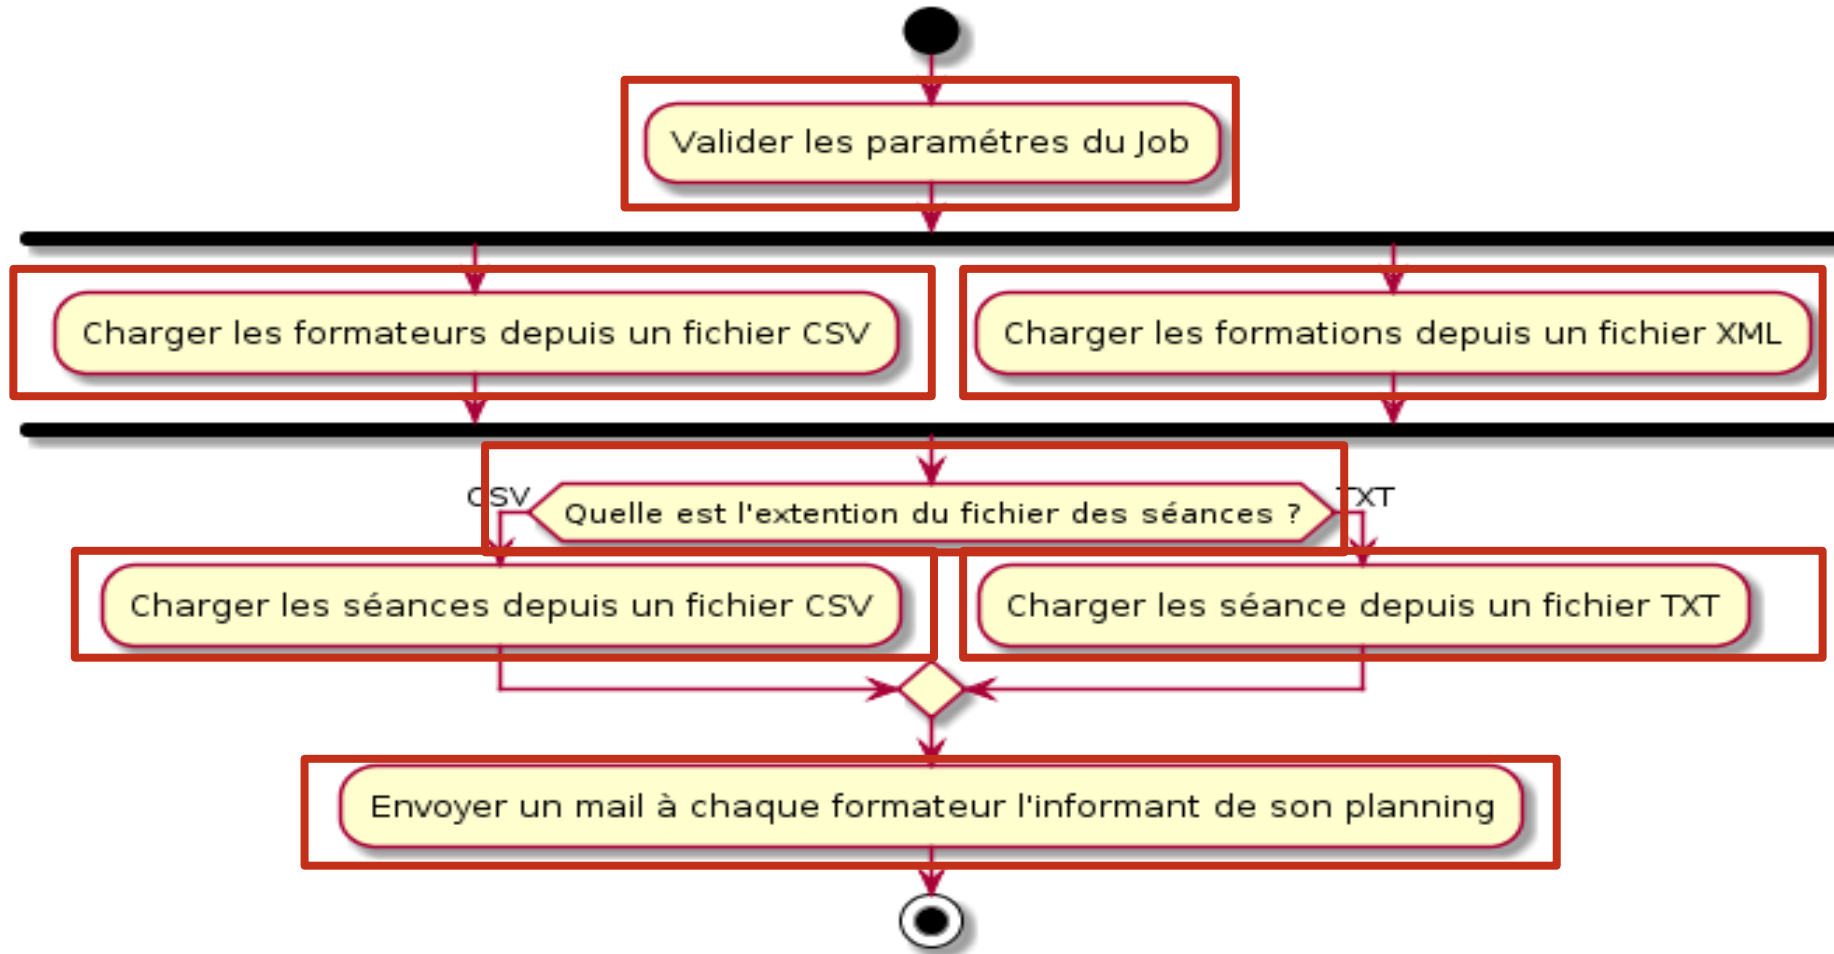 Valider les paramétres du Job
Charger les formateurs depuis un fichier CSV
Charger les formations depuis un fichier XML
CSV
Quelle est l'extention du fichier des séances ?
TXT
Charger les séances depuis un fichier CSV
Charger les séance depuis un fichier TXT
Envoyer un mail à chaque formateur l'informant de son planning